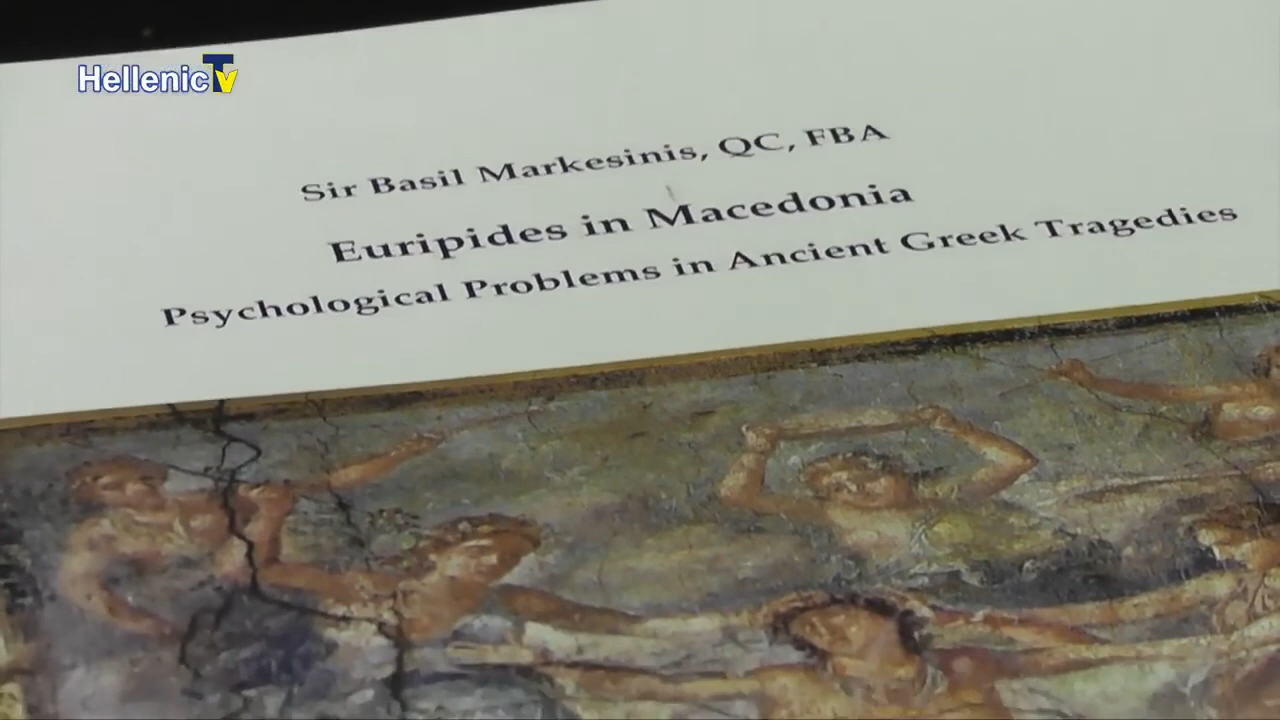 HellenicTv
Sir Basil Markesinis, QC, FBA
Euripides in Macedonia
Psychological Problems in Ancient Greek Tragedies